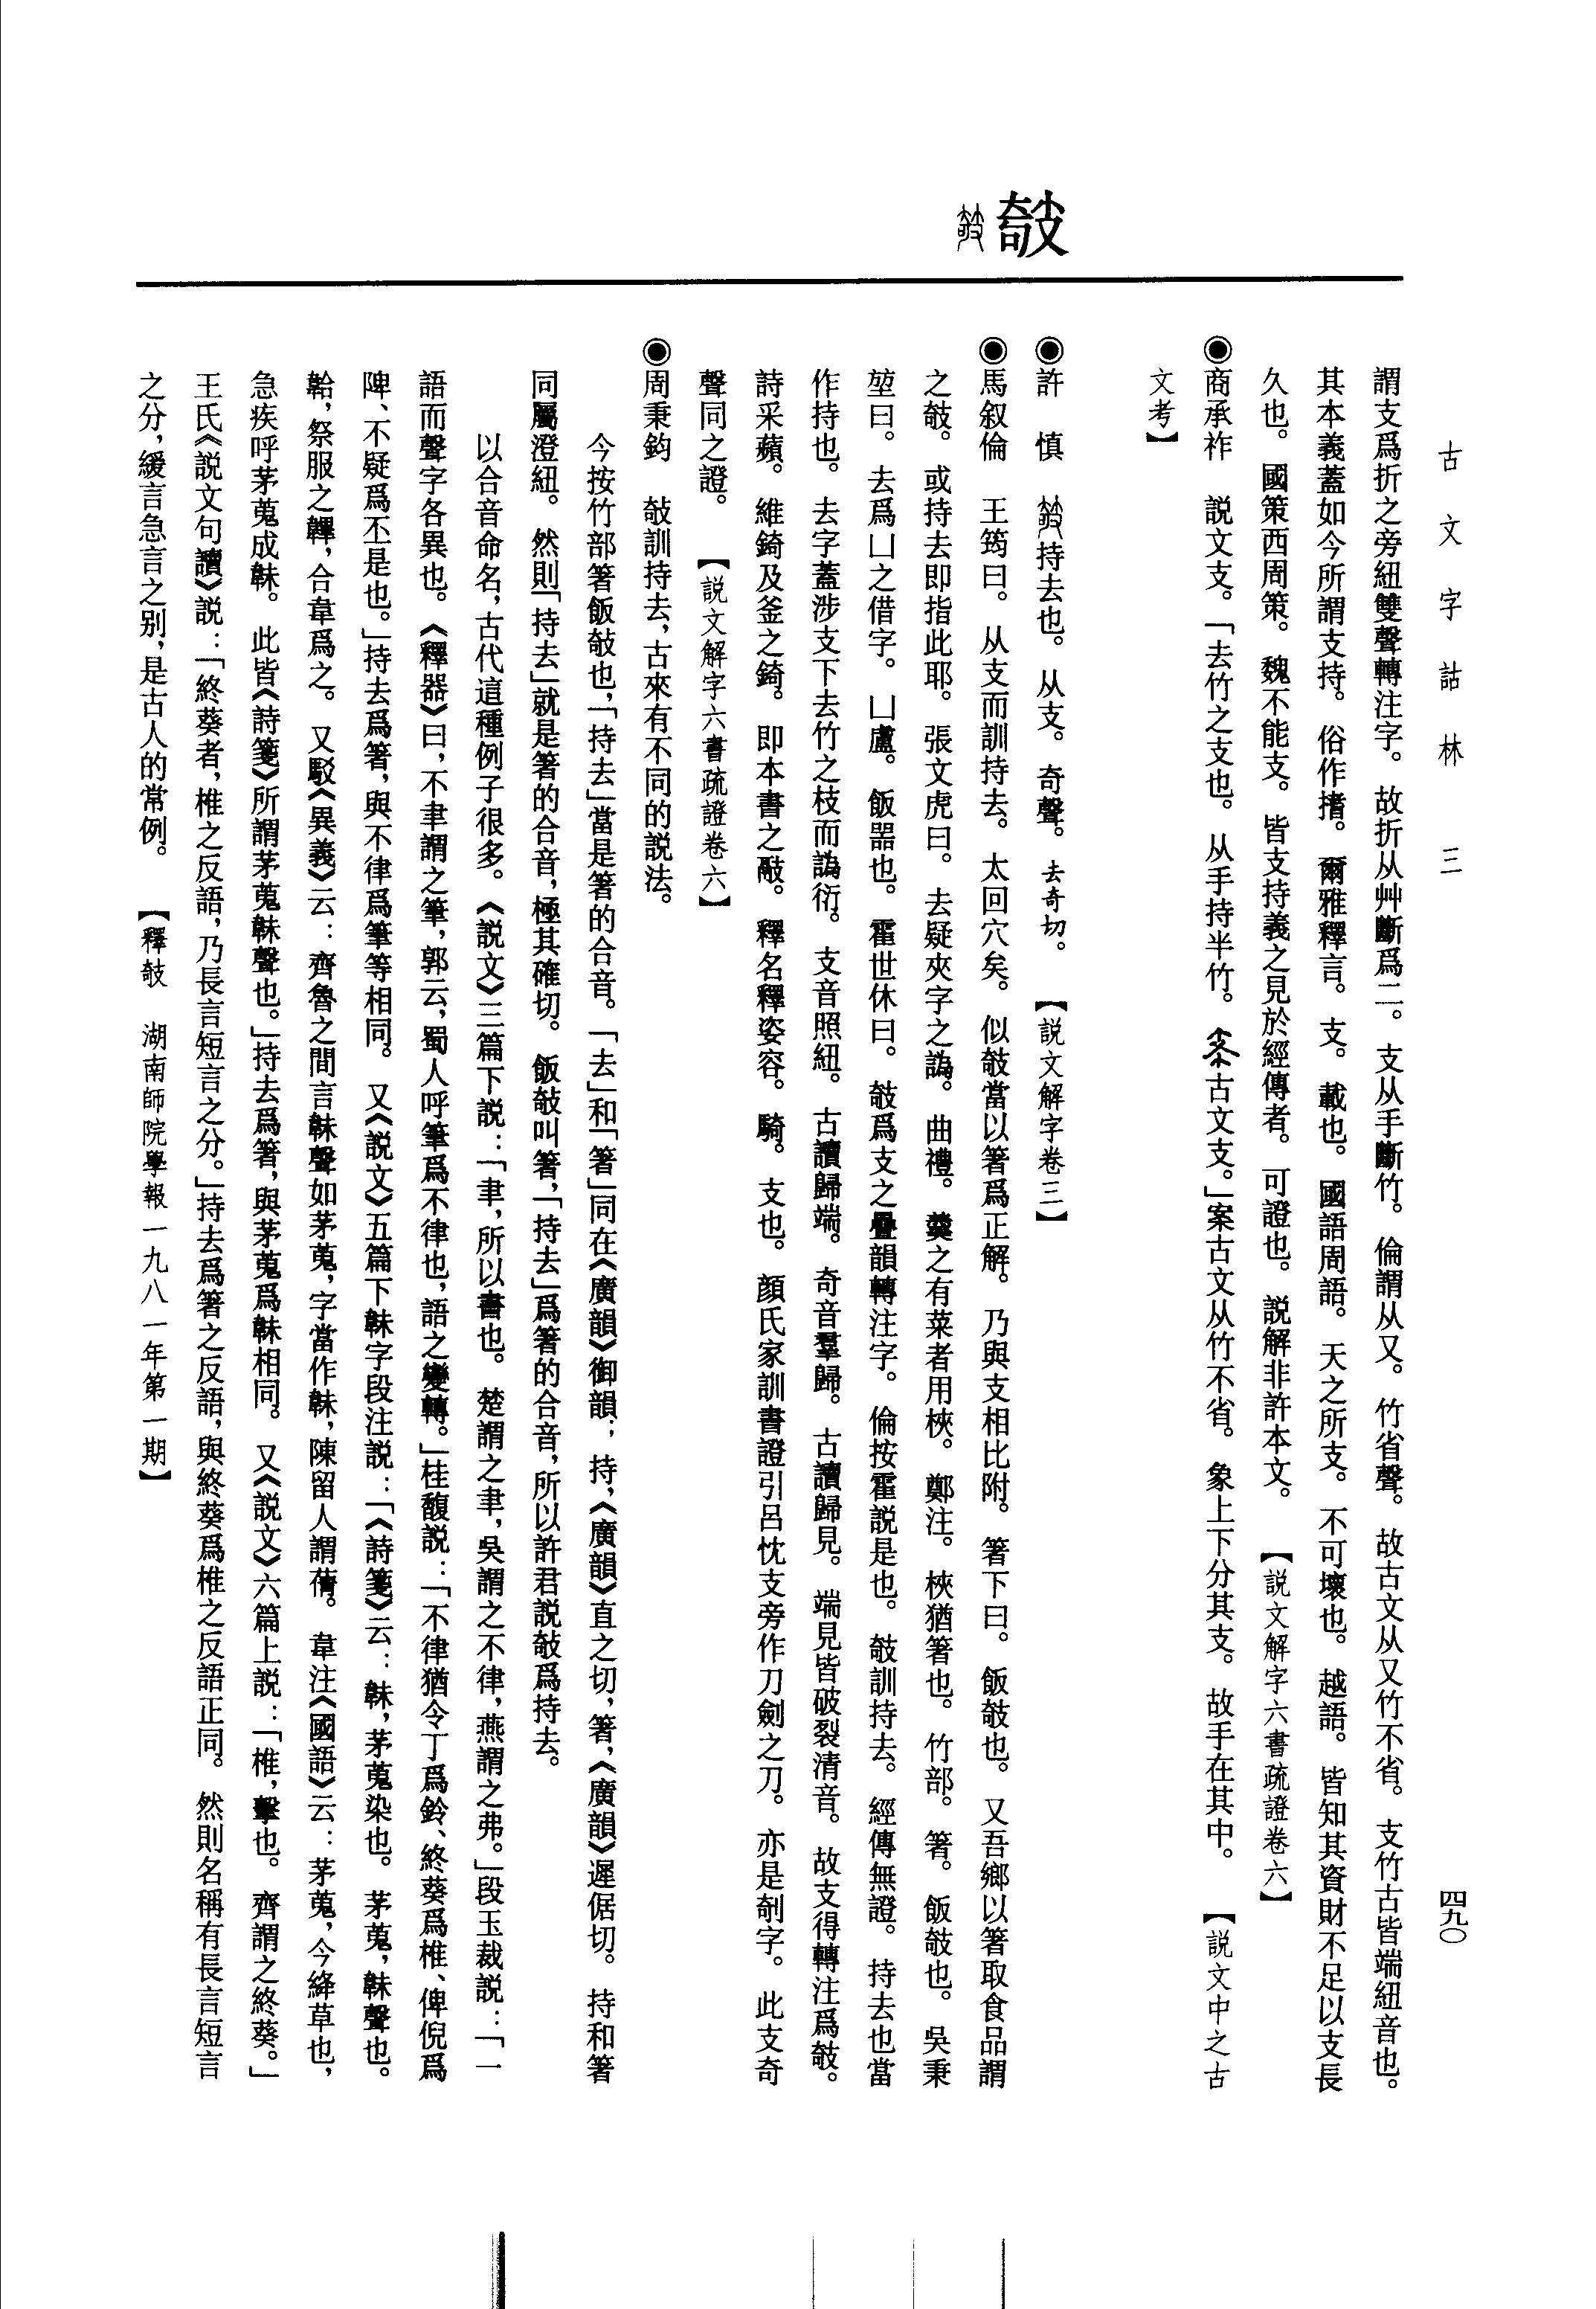 古文字詁林　三
四九〇
謂支爲折之旁紐雙聲轉注字。故折从艸斷爲二。支从手斷竹。倫謂从又。竹省聲。故古文从又竹不省。支竹古皆端紐音也。
其本義蓋如今所謂支持。俗作搘。爾雅釋言。支。載也。國語周語。天之所支。不可壞也。越語。皆知其資財不足以支長
久也。國策西周策。魏不能支。皆支持義之見於經傳者。可證也。説解非許本文。【説文解字六書疏證卷六】
◉商承祚　説文支。「去竹之支也。从手持半竹。古文支。」案古文从竹不省。象上下分其支。故手在其中。【説文中之古
文考】
攲
◉許　慎　持去也。从支。奇聲。去奇切。【説文解字卷三】
◉馬叙倫　王筠曰。从支而訓持去。太回穴矣。似攲當以箸爲正解。乃與支相比附。箸下曰。飯攲也。又吾鄉以箸取食品謂
之攲。或持去即指此耶。張文虎曰。去疑夾字之譌。曲禮。羹之有菜者用梜。鄭注。梜猶箸也。竹部。箸。飯攲也。吳秉
堃曰。去爲凵之借字。凵盧。飯器也。霍世休曰。攲爲支之疊韻轉注字。倫按霍説是也。攲訓持去。經傳無證。持去也當
作持也。去字蓋涉支下去竹之枝而譌衍。支音照紐。古讀歸端。奇音羣歸。古讀歸見。端見皆破裂清音。故支得轉注爲攲。
詩采蘋。維錡及釜之錡。即本書之䰙。釋名釋姿容。騎。支也。顔氏家訓書證引呂忱支旁作刀劍之刀。亦是剞字。此支奇
聲同之證。【説文解字六書疏證卷六】
◉周秉鈞　攲訓持去，古來有不同的説法。
今按竹部箸飯攲也，「持去」當是箸的合音。「去」和「箸」同在《廣韻》御韻；持，《廣韻》直之切，箸，《廣韻》遲倨切。持和箸
同屬澄紐。然則「持去」就是箸的合音，極其確切。飯攲叫箸，「持去」爲箸的合音，所以許君説攲爲持去。
以合音命名，古代這種例子很多。《説文》三篇下説：「聿，所以書也。楚謂之聿，吳謂之不律，燕謂之弗。」段玉裁説：「一
語而聲字各異也。《釋器》曰，不聿謂之筆，郭云，蜀人呼筆爲不律也，語之變轉。」桂馥説：「不律猶令丁爲鈴、終葵爲椎、俾倪爲
陴、不疑爲丕是也。」持去爲箸，與不律爲筆等相同。又《説文》五篇下韎字段注説：「《詩箋》云：韎，茅蒐染也。茅蒐，韎聲也。
韐，祭服之韠，合韋爲之。又駁《異義》云：齊魯之間言韎聲如茅蒐，字當作韎，陳留人謂蒨。韋注《國語》云：茅蒐，今絳草也，
急疾呼茅蒐成韎。此皆《詩箋》所謂茅蒐韎聲也。」持去爲箸，與茅蒐爲韎相同。又《説文》六篇上説：「椎，擊也。齊謂之終葵。」
王氏《説文句讀》説：「終葵者，椎之反語，乃長言短言之分。」持去爲箸之反語，與終葵爲椎之反語正同。然則名稱有長言短言
之分，緩言急言之别，是古人的常例。【釋攲　湖南師院學報一九八一年第一期】